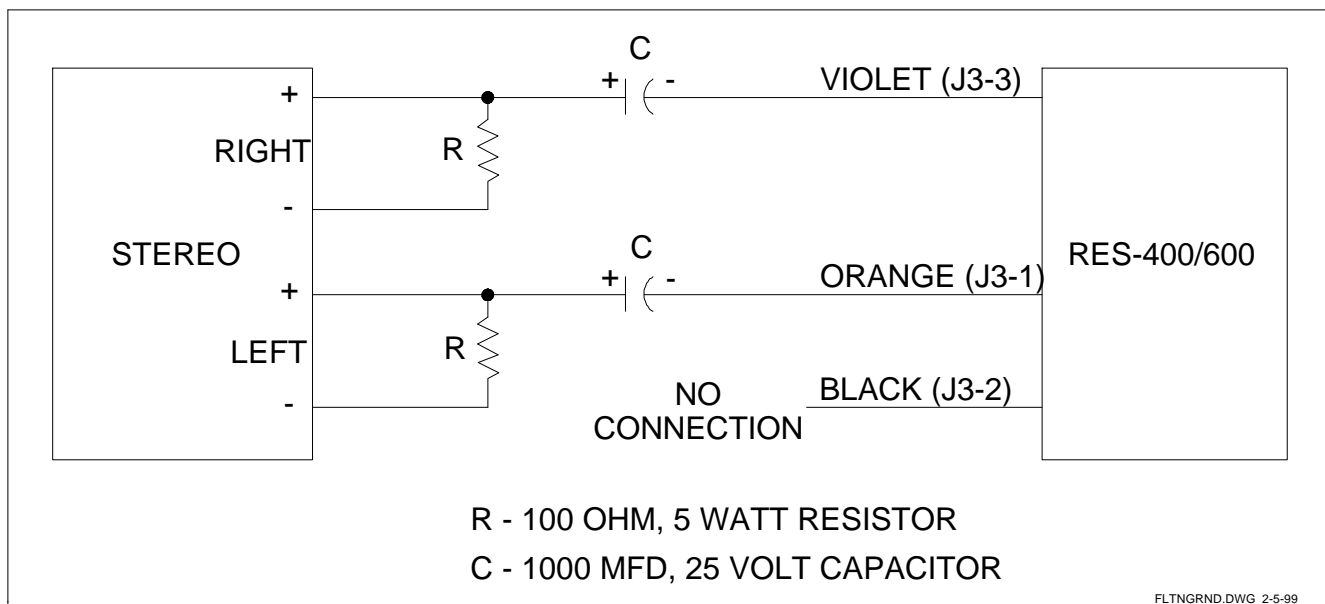 C
+ -
VIOLET (J3-3)
+
RIGHT
R
-
STEREO
C
RES-400/600
+ -
ORANGE (J3-1)
+
LEFT
R
-
NO
CONNECTION
BLACK (J3-2)
R - 100 OHM, 5 WATT RESISTOR
C - 1000 MFD, 25 VOLT CAPACITOR
FLTNGRND.DWG 2-5-99